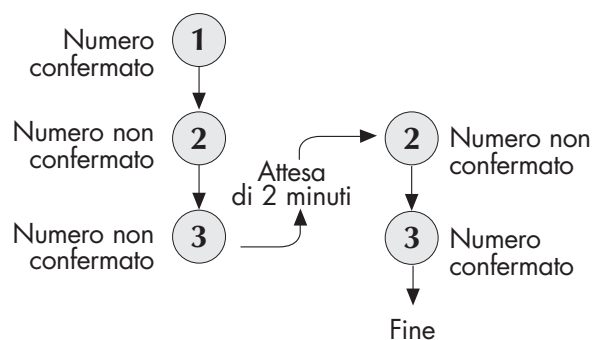 Numero
confermato
1
Numero non
confermato
2
Numero non
confermato
3
Attesa
di 2 minuti
2
Numero non
confermato
3
Numero
confermato
Fine